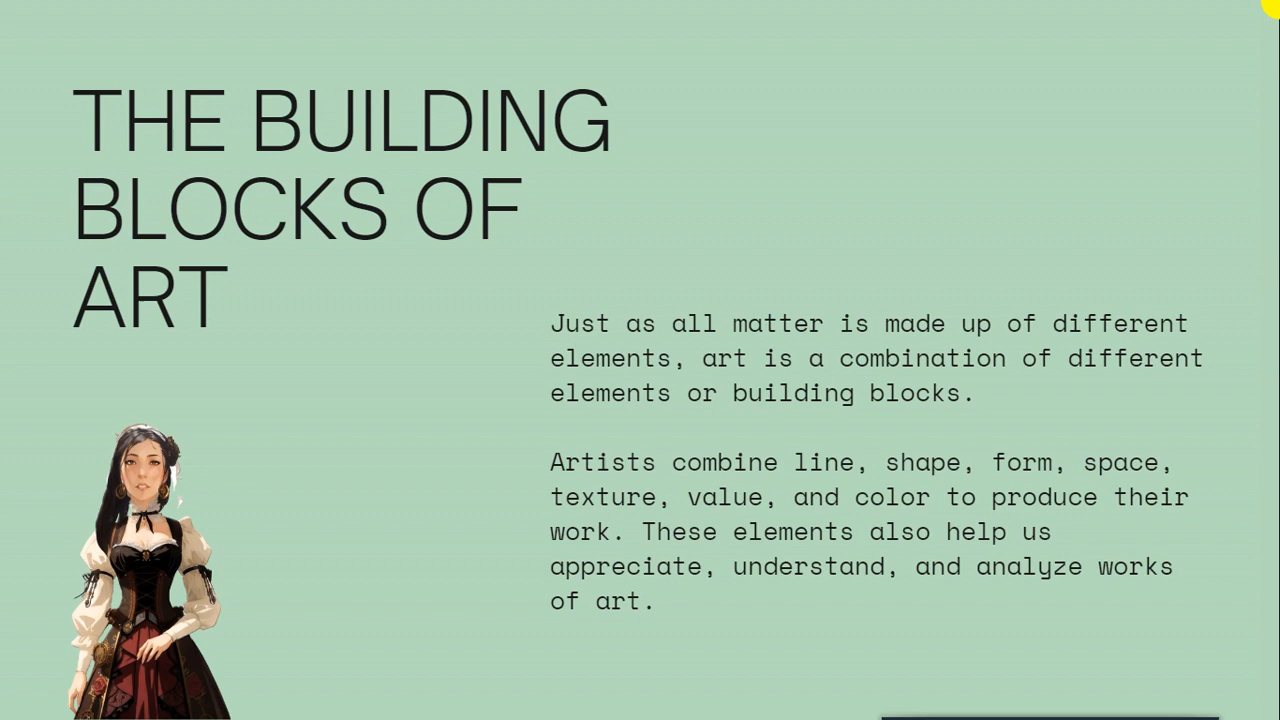 THE BUILDING
BLOCKS OF
ART
Just as all matter is made up of different
elements, art is a combination of different
elements or building blocks.
Artists combine line, shape, form, space,
texture, value, and color to produce their
work. These elements also help us
appreciate, understand, and analyze works
of art.